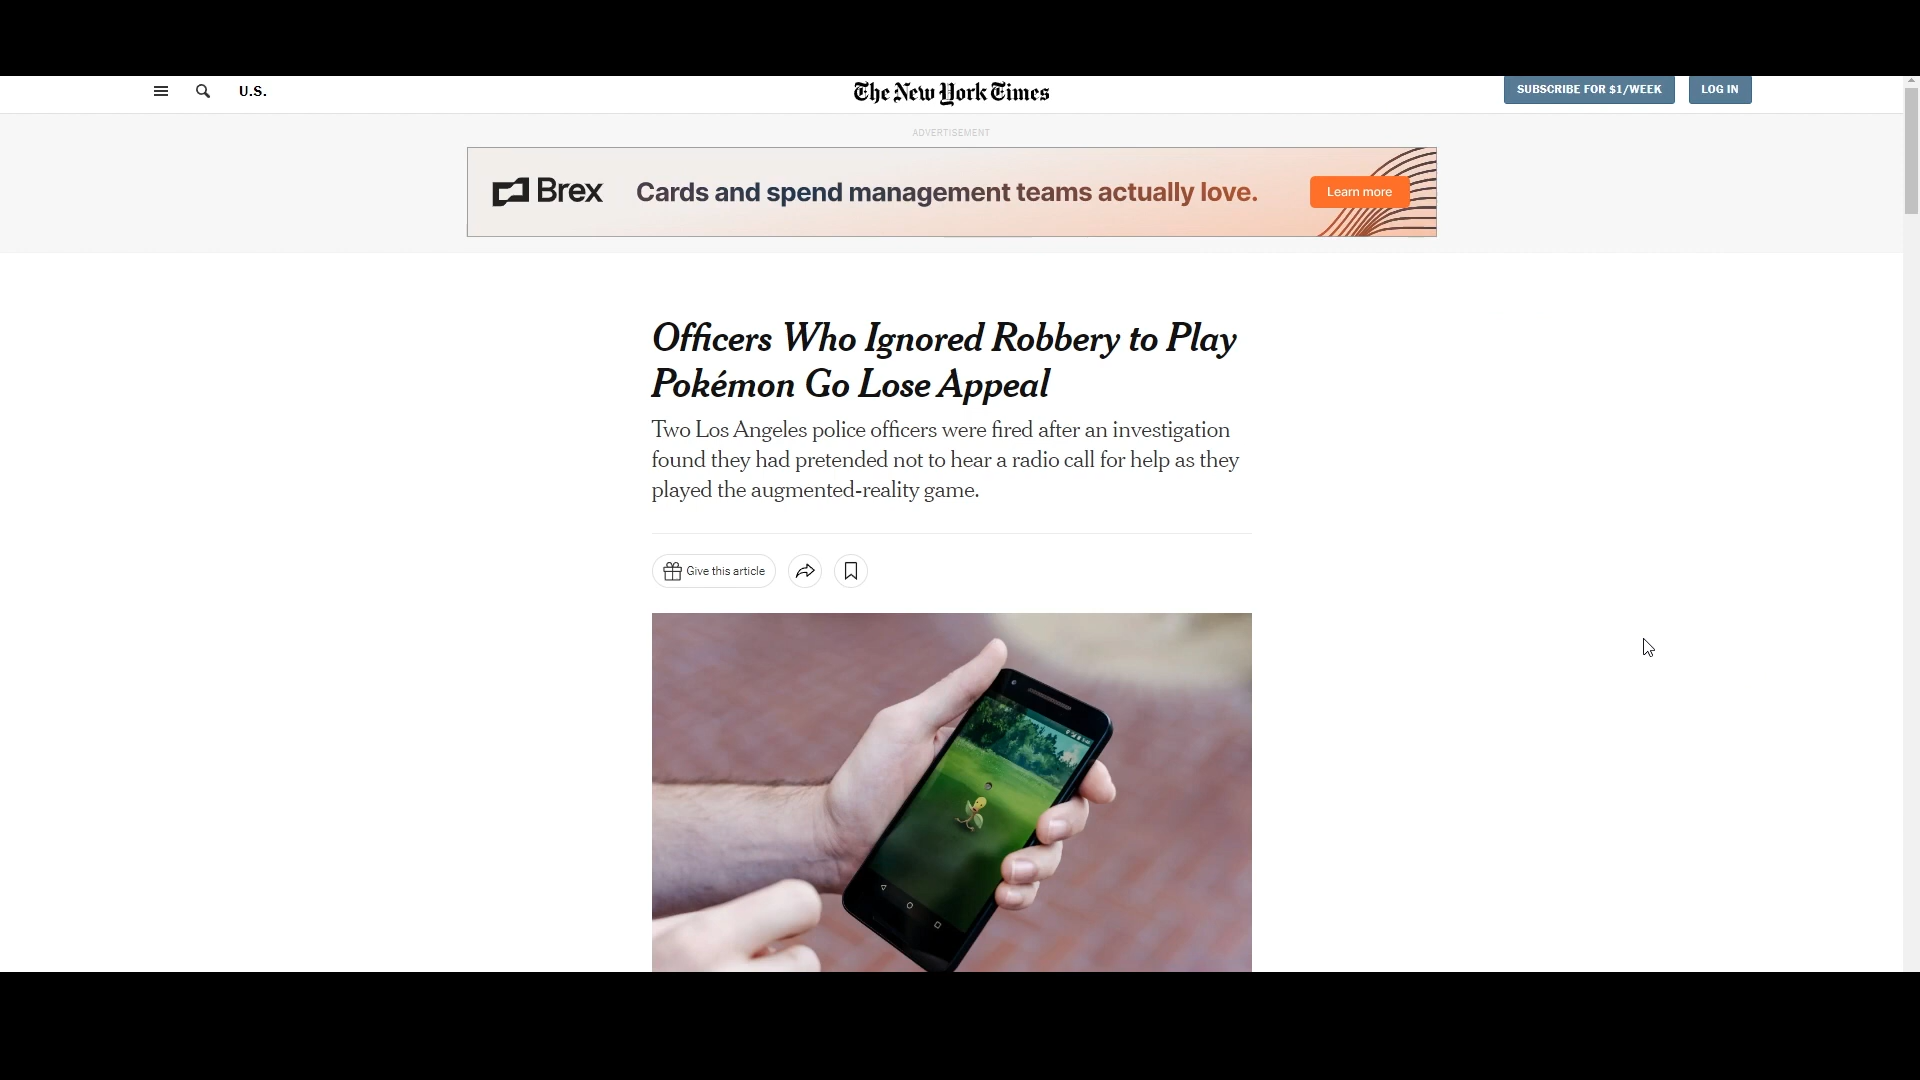 U.S.
The New York Times
SUBSCRIBE FOR $1/WEEK
LOG IN
ADVERTISEMENT
Brex
Cards and spend management teams actually love.
Learn more
Officers Who Ignored Robbery to Play
Pokémon Go Lose Appeal
Two Los Angeles police officers were fired after an investigation
found they had pretended not to hear a radio call for help as they
played the augmented-reality game.
Give this article